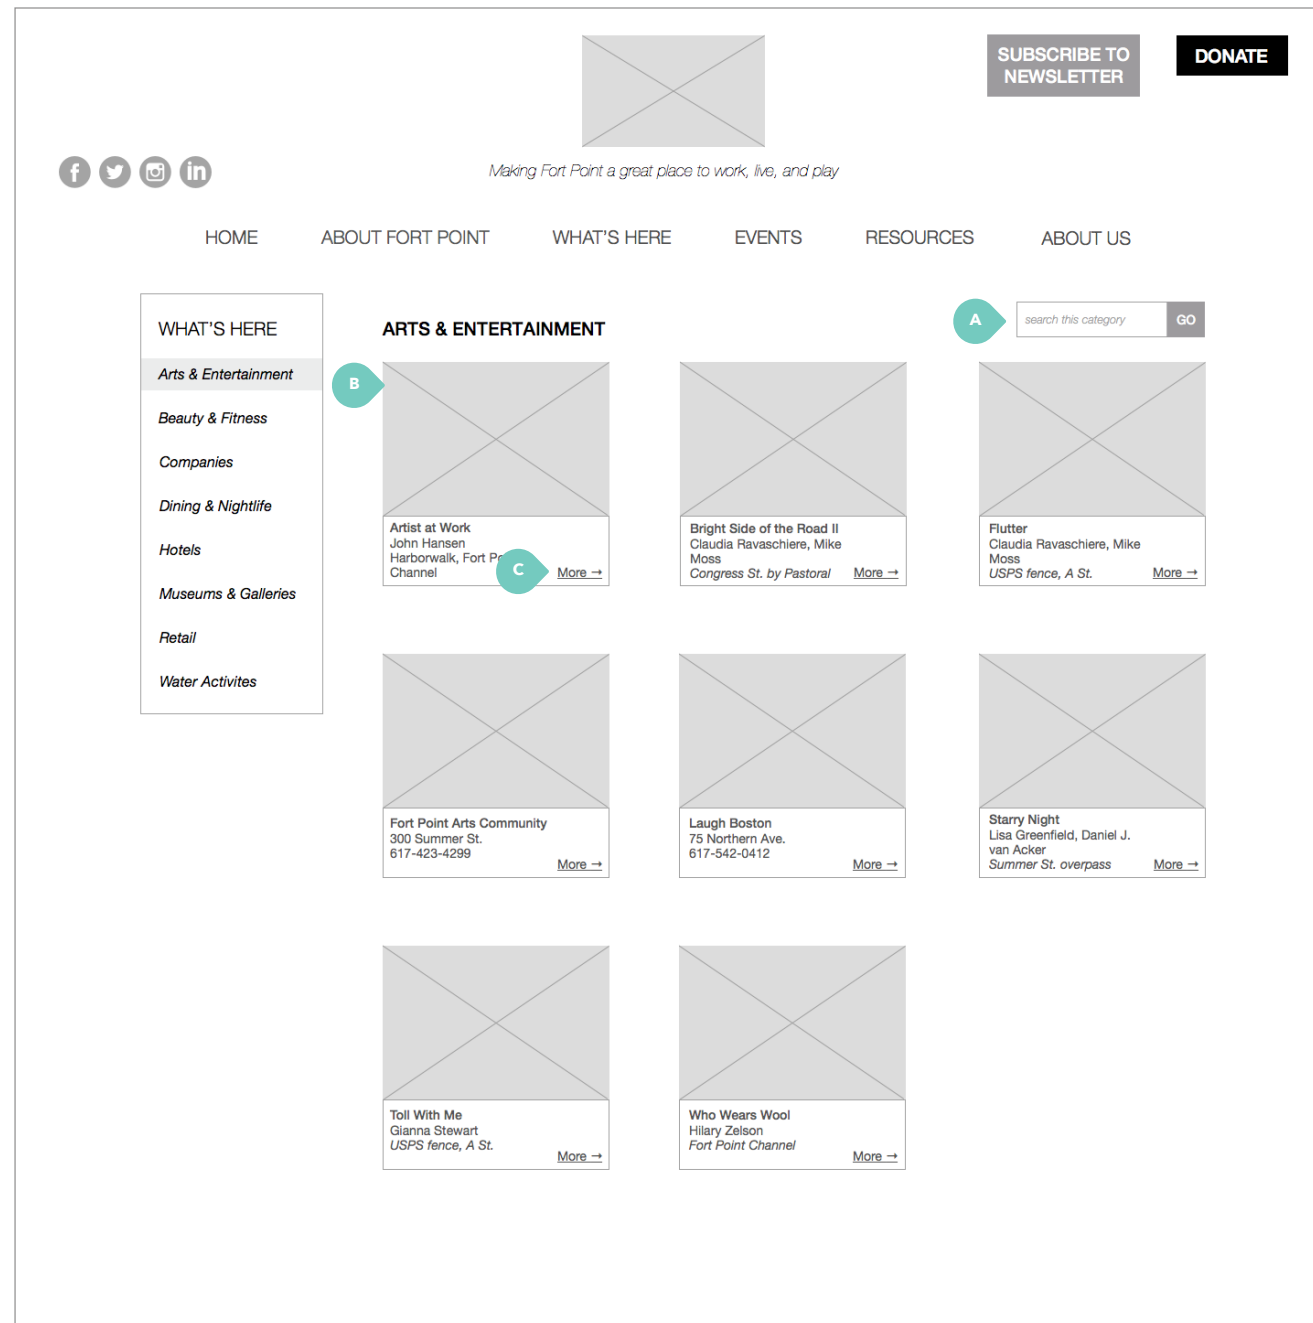 SUBSCRIBE TO
NEWSLETTER
DONATE
Making Fort Point a great place to work, live, and play
HOME
ABOUT FORT POINT
WHAT'S HERE
EVENTS
RESOURCES
ABOUT US
WHAT'S HERE
Arts & Entertainment
Beauty & Fitness
Companies
Dining & Nightlife
Hotels
Museums & Galleries
Retail
Water Activites
ARTS & ENTERTAINMENT
A
search this category
GO
B
Artist at Work
John Hansen
Harborwalk, Fort
Channel
C
More →
Bright Side of the Road II
Claudia Ravaschiere, Mike
Moss
Congress St. by Pastoral
More →
Flutter
Claudia Ravaschiere, Mike
Moss
USPS fence, A St.
More →
Fort Point Arts Community
300 Summer St.
617-423-4299
More →
Laugh Boston
75 Northern Ave.
617-542-0412
More →
Starry Night
Lisa Greenfield, Daniel J.
van Acker
Summer St. overpass
More →
Toll With Me
Gianna Stewart
USPS fence, A St.
More →
Who Wears Wool
Hilary Zelson
Fort Point Channel
More →